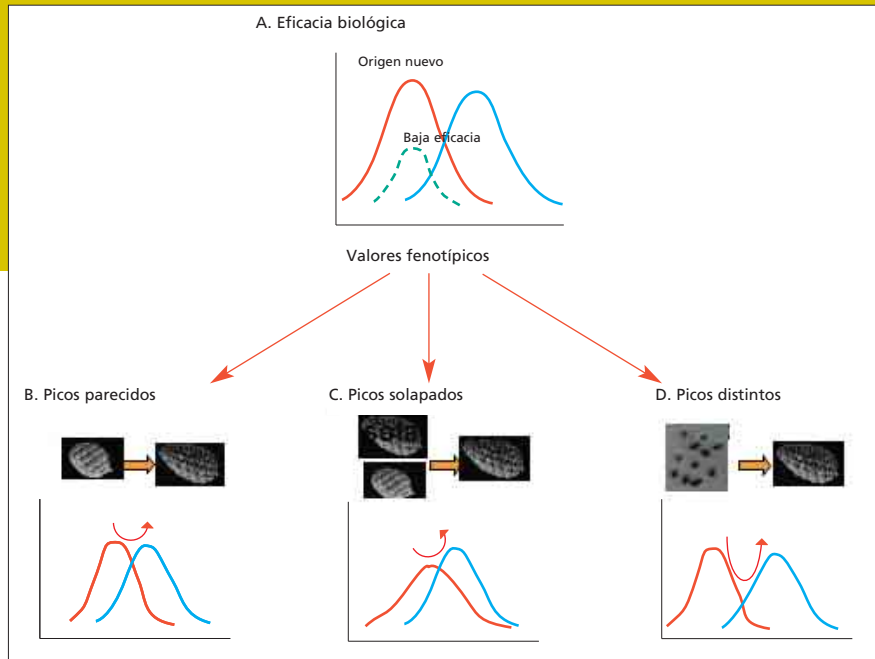 A. Eficacia biológica
Origen nuevo
Baja eficacia
Valores fenotípicos
B. Picos parecidos
C. Picos solapados
D. Picos distintos